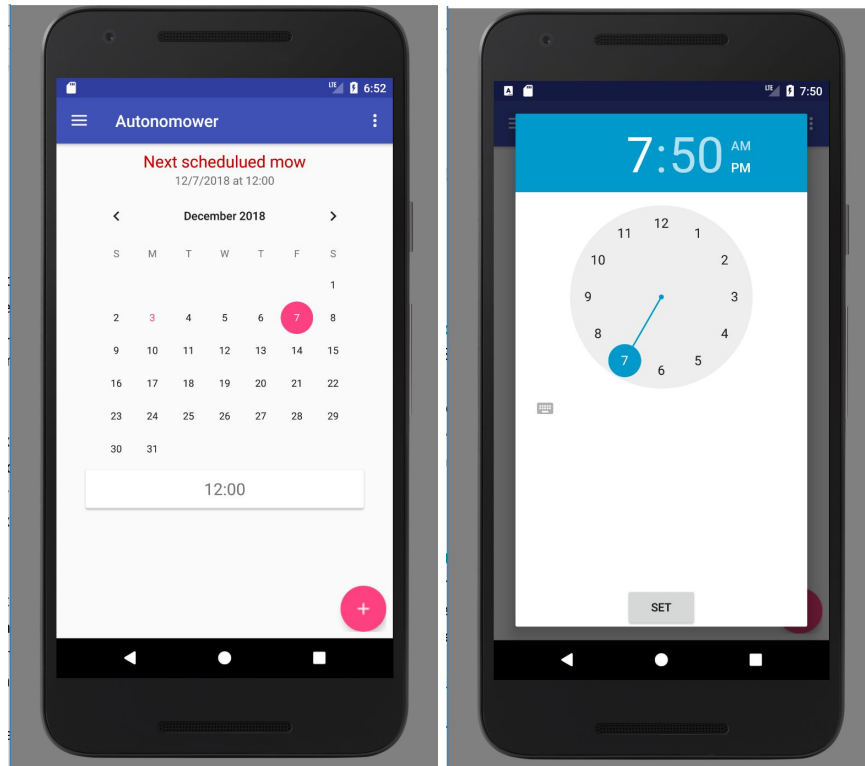 LTE 6:52
Autonomower
Next schedulued mow
12/7/2018 at 12:00
December 2018
S M T W T F S
1
2 3 4 5 6 7 8
9 10 11 12 13 14 15
16 17 18 19 20 21 22
23 24 25 26 27 28 29
30 31
12:00
+
A LTE 7:50
7:50 AM
PM
12
11 1
10 2
9 3
8 4
7 5
6
SET